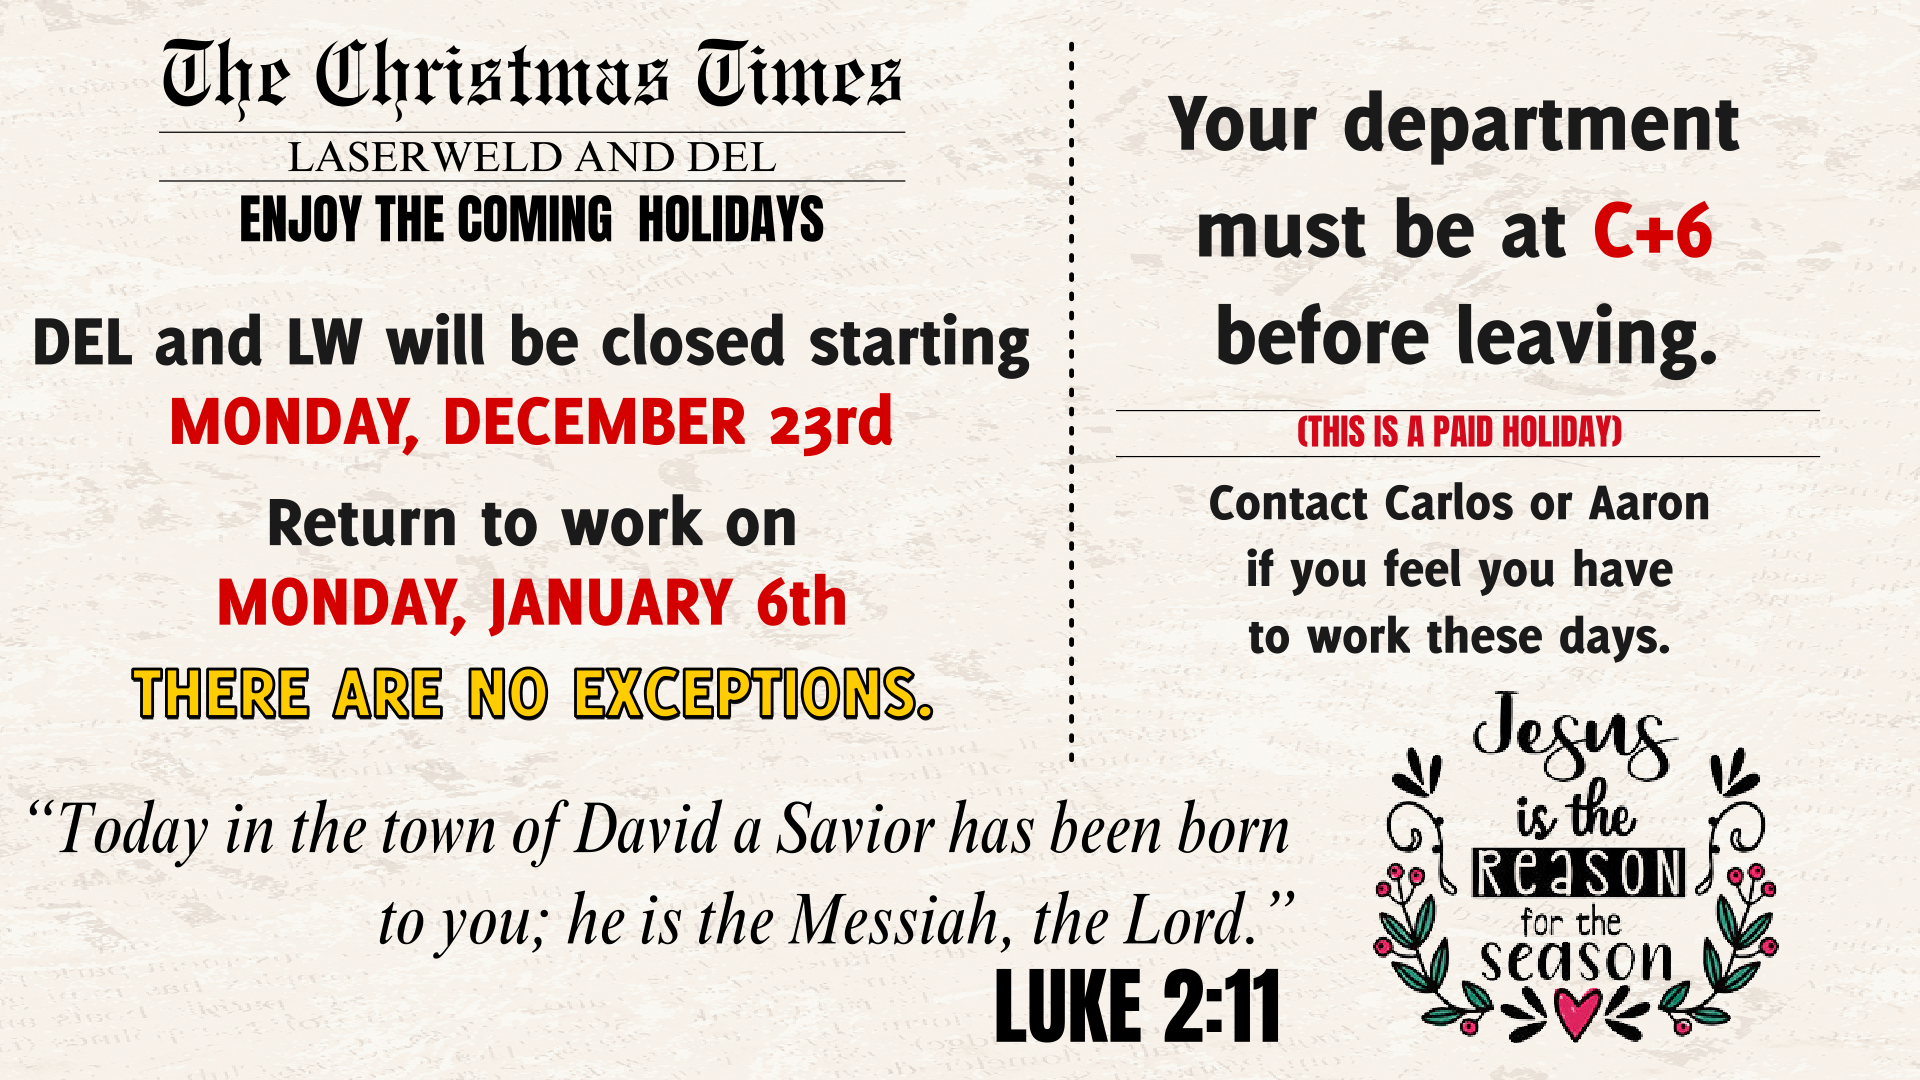 The Christmas Times
LASERWELD AND DEL
ENJOY THE COMING HOLIDAYS
DEL and LW will be closed starting
MONDAY, DECEMBER 23rd
Return to work on
MONDAY, JANUARY 6th
THERE ARE NO EXCEPTIONS.
Your department
must be at C+6
before leaving.
(THIS IS A PAID HOLIDAY)
Contact Carlos or Aaron
if you feel you have
to work these days.
“Today in the town of David a Savior has been born
to you; he is the Messiah, the Lord.”
LUKE 2:11
Jesus
is the
REASON
for the
season